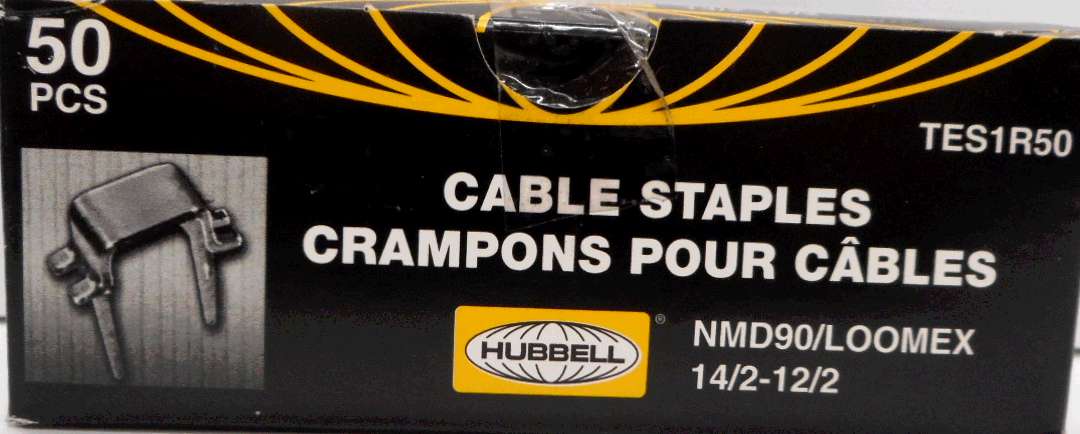 50
PCS
TES1R50
CABLE STAPLES
CRAMPONS POUR CÂBLES
HUBBELL ®
NMD90/LOOMEX
14/2-12/2